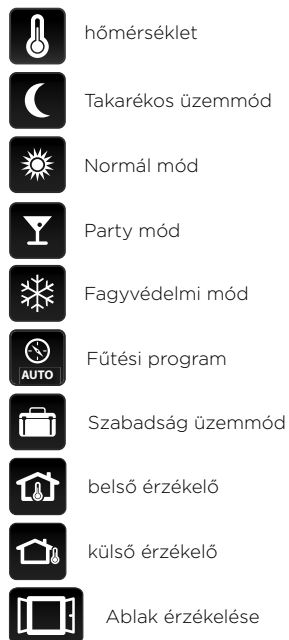 hőmérséklet
Takarékos üzemmód
Normál mód
Party mód
Fagyvédelmi mód
AUTO
Fűtési program
Szabadság üzemmód
belső érzékelő
külső érzékelő
Ablak érzékelése